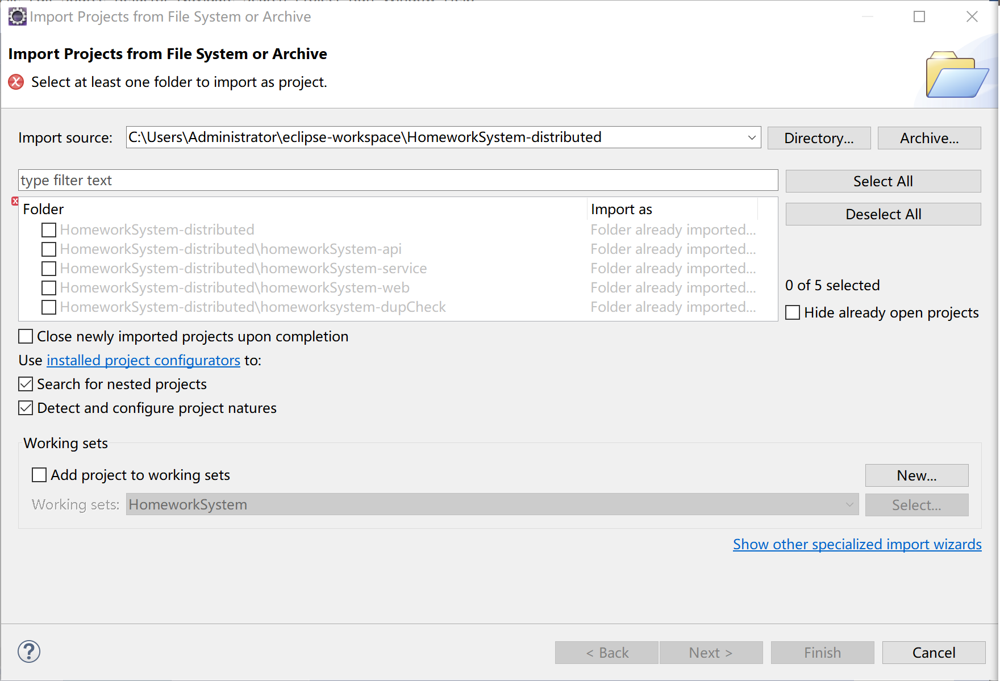 Import Projects from File System or Archive
Import Projects from File System or Archive
Select at least one folder to import as project.
Import source: C:\Users\Administrator\eclipse-workspace\HomeworkSystem-distributed Directory... Archive...
type filter text Select All
Folder Import as Deselect All
HomeworkSystem-distributed Folder already imported...
HomeworkSystem-distributed\homeworkSystem-api Folder already imported...
HomeworkSystem-distributed\homeworkSystem-service Folder already imported...
HomeworkSystem-distributed\homeworkSystem-web Folder already imported...
HomeworkSystem-distributed\homeworksystem-dupCheck Folder already imported...
0 of 5 selected
Hide already open projects
Close newly imported projects upon completion
Use installed project configurators to:
Search for nested projects
Detect and configure project natures
Working sets
Add project to working sets New...
Working sets: HomeworkSystem Select...
Show other specialized import wizards
? < Back Next > Finish Cancel